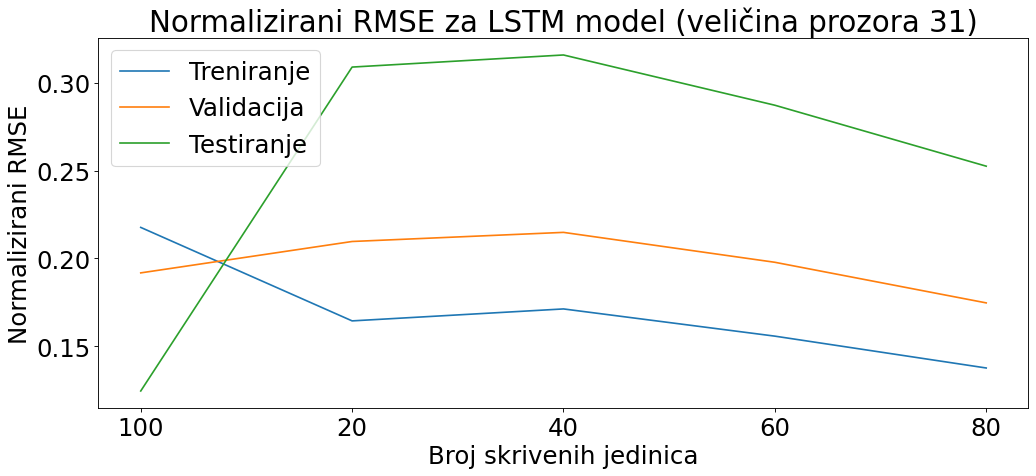 Normalizirani RMSE za LSTM model (veličina prozora 31)
Treniranje
Validacija
Testiranje
Normalizirani RMSE
0.30
0.25
0.20
0.15
100 20 40 60 80
Broj skrivenih jedinica